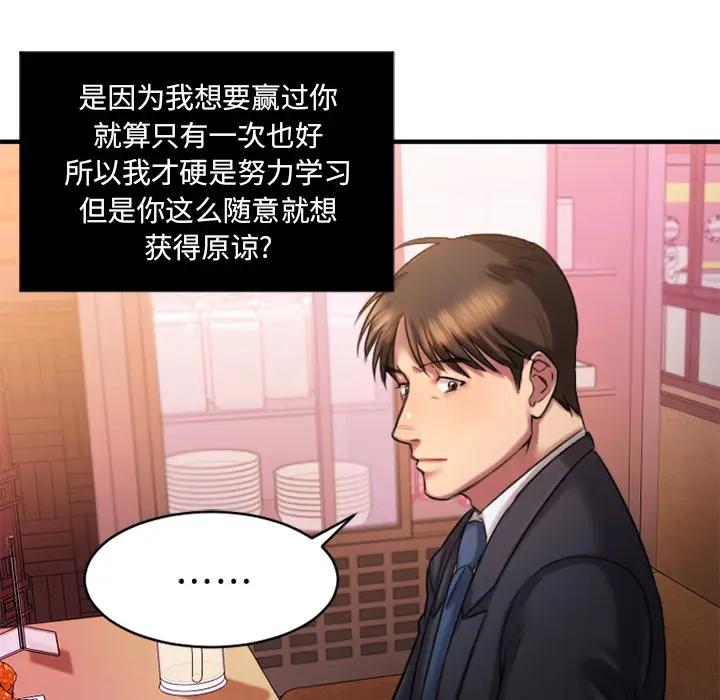 是因为我想要赢过你
就算只有一次也好
所以我才硬是努力学习
但是你这么随意就想
获得原谅?
……